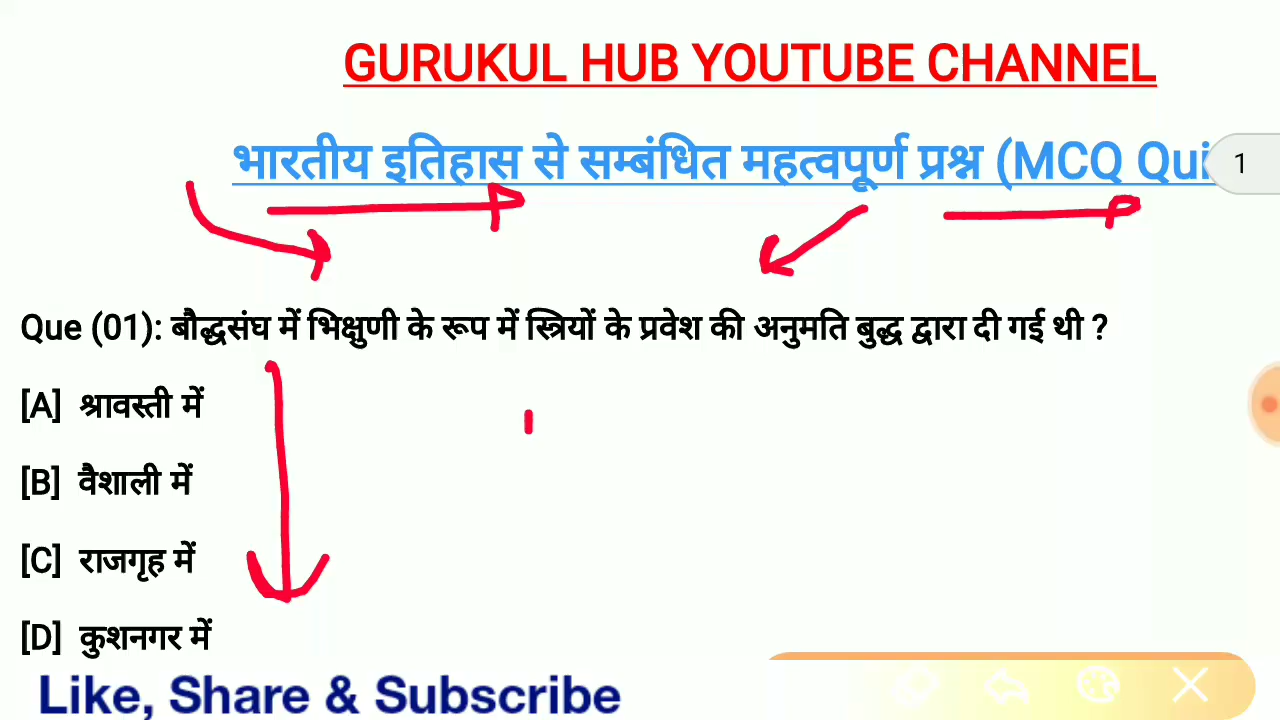 GURUKUL HUB YOUTUBE CHANNEL
भारतीय इतिहास से सम्बंधित महत्वपूर्ण प्रश्न (MCQ Qui
1
Que (01): बौद्धसंघ में भिक्षुणी के रूप में स्त्रियों के प्रवेश की अनुमति बुद्ध द्वारा दी गई थी ?
[A] श्रावस्ती में
[B] वैशाली में
[C] राजगृह में
[D] कुशनगर में
Like, Share & Subscribe